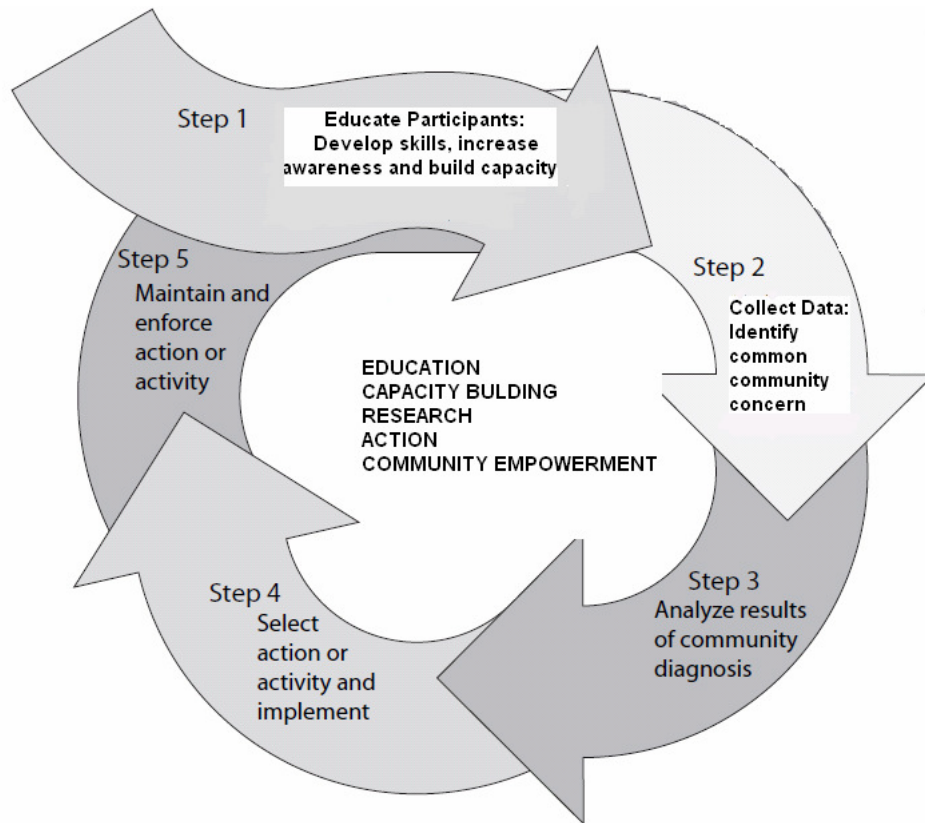 Step 1
Educate Participants:
Develop skills, increase
awareness and build capacity
Step 2
Collect Data:
Identify
common
community
concern
Step 3
Analyze results
of community
diagnosis
Step 4
Select
action or
activity and
implement
Step 5
Maintain and
enforce
action or
activity
EDUCATION
CAPACITY BULDING
RESEARCH
ACTION
COMMUNITY EMPOWERMENT